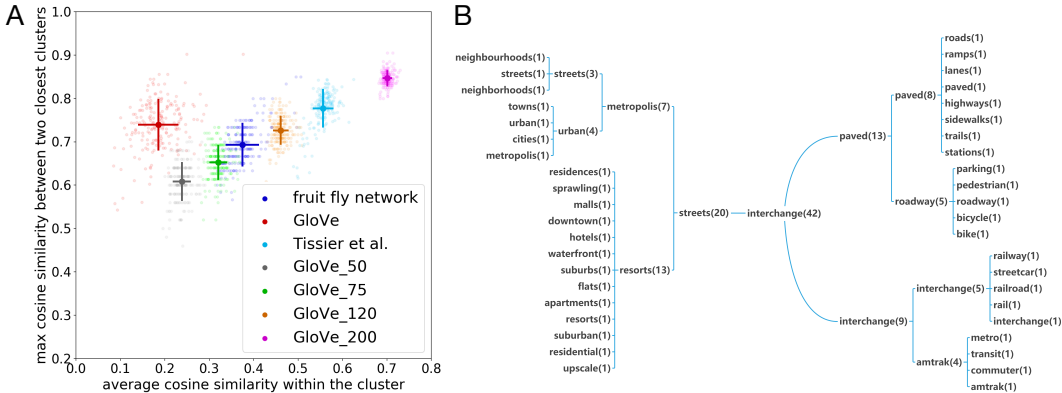 A
max cosine similarity between two closest clusters
1.0
0.9
0.8
0.7
0.6
0.5
0.4
0.3
0.2
0.0 0.1 0.2 0.3 0.4 0.5 0.6 0.7 0.8
average cosine similarity within the cluster
fruit fly network
GloVe
Tissier et al.
GloVe_50
GloVe_75
GloVe_120
GloVe_200
B
neighbourhoods(1)
streets(1)
neighborhoods(1)
streets(3)
towns(1)
urban(1)
cities(1)
metropolis(1)
urban(4)
metropolis(7)
residences(1)
sprawling(1)
malls(1)
downtown(1)
hotels(1)
waterfront(1)
suburbs(1)
flats(1)
apartments(1)
resorts(1)
suburban(1)
residential(1)
upscale(1)
resorts(13)
streets(20)
interchange(42)
paved(13)
paved(8)
roads(1)
ramps(1)
lanes(1)
paved(1)
highways(1)
sidewalks(1)
trails(1)
stations(1)
roadway(5)
parking(1)
pedestrian(1)
roadway(1)
bicycle(1)
bike(1)
interchange(9)
interchange(5)
railway(1)
streetcar(1)
railroad(1)
rail(1)
interchange(1)
amtrak(4)
metro(1)
transit(1)
commuter(1)
amtrak(1)